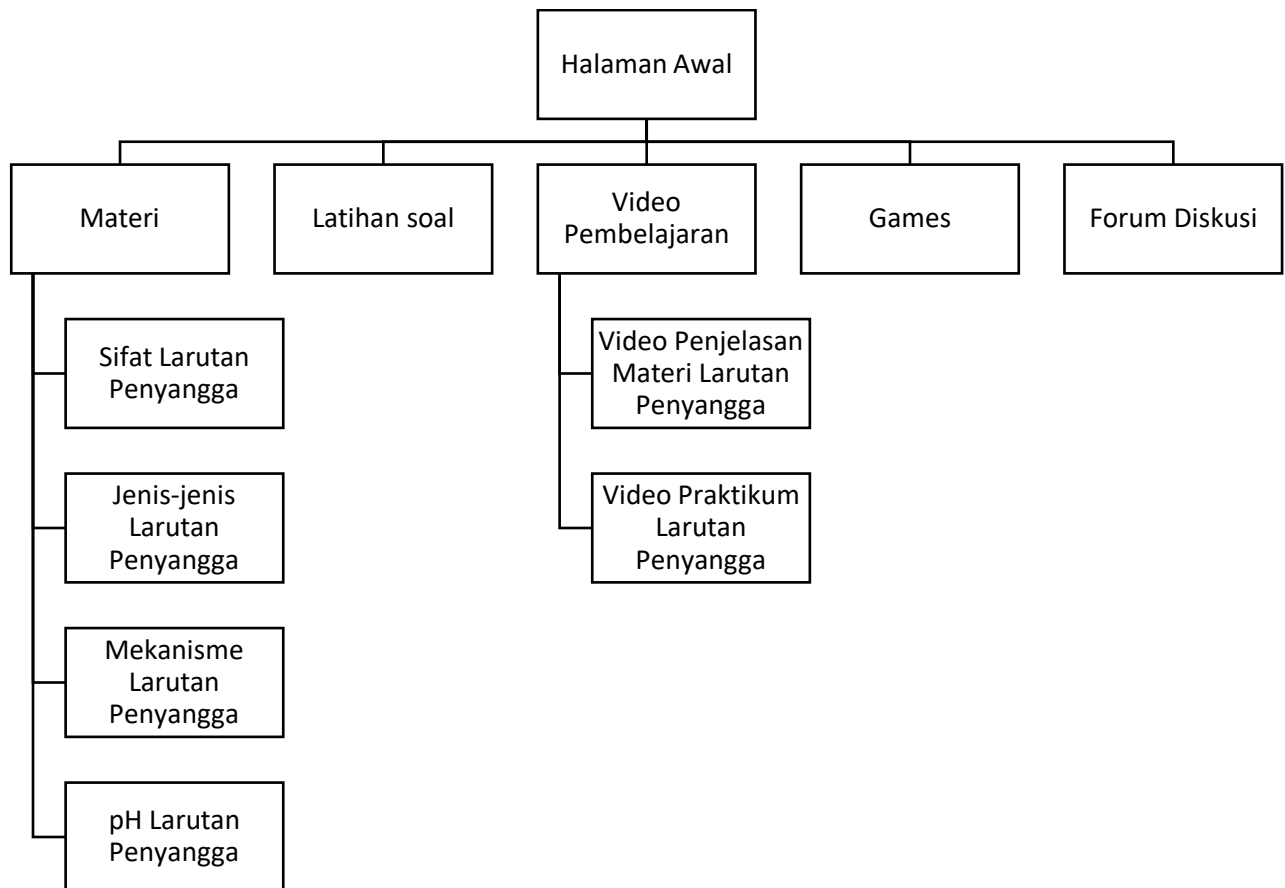 Halaman Awal
Materi
Latihan soal
Video
Pembelajaran
Games
Forum Diskusi
Sifat Larutan
Penyangga
Jenis-jenis
Larutan
Penyangga
Mekanisme
Larutan
Penyangga
pH Larutan
Penyangga
Video Penjelasan
Materi Larutan
Penyangga
Video Praktikum
Larutan
Penyangga